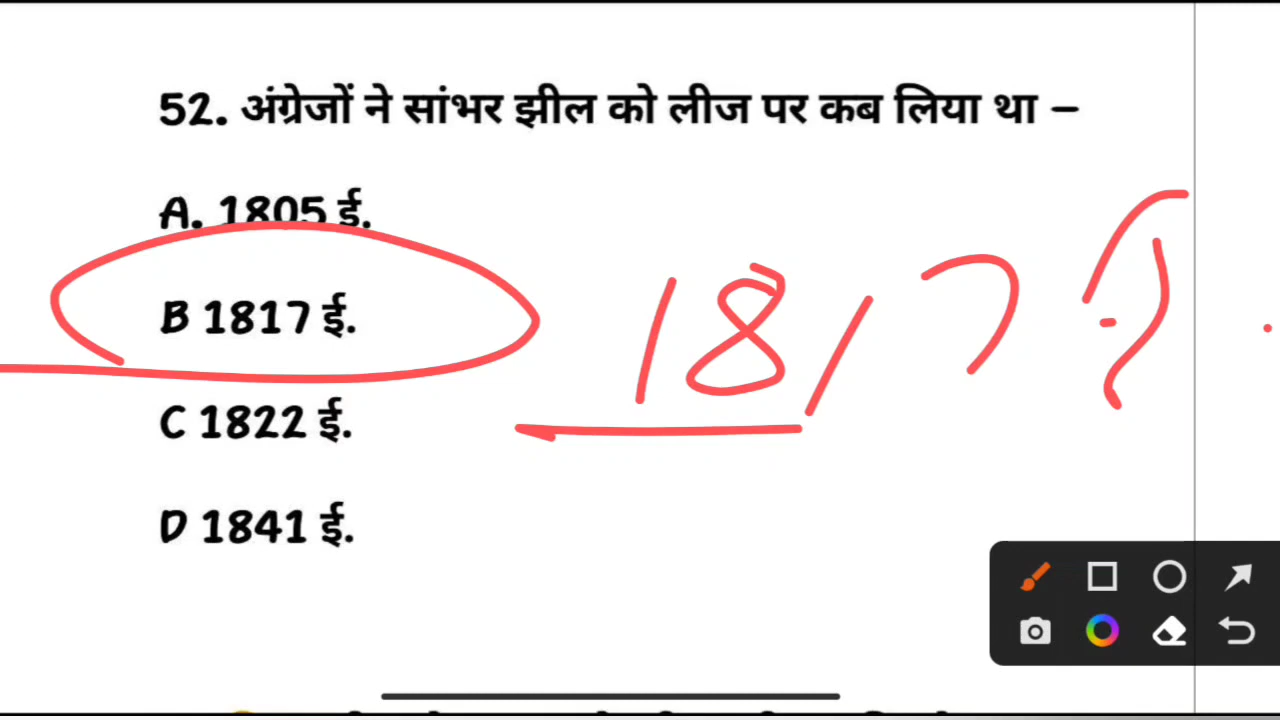 52. अंग्रेजों ने सांभर झील को लीज पर कब लिया था –
A. 1805 ई.
B 1817 ई.
1817
C 1822 ई.
D 1841 ई.